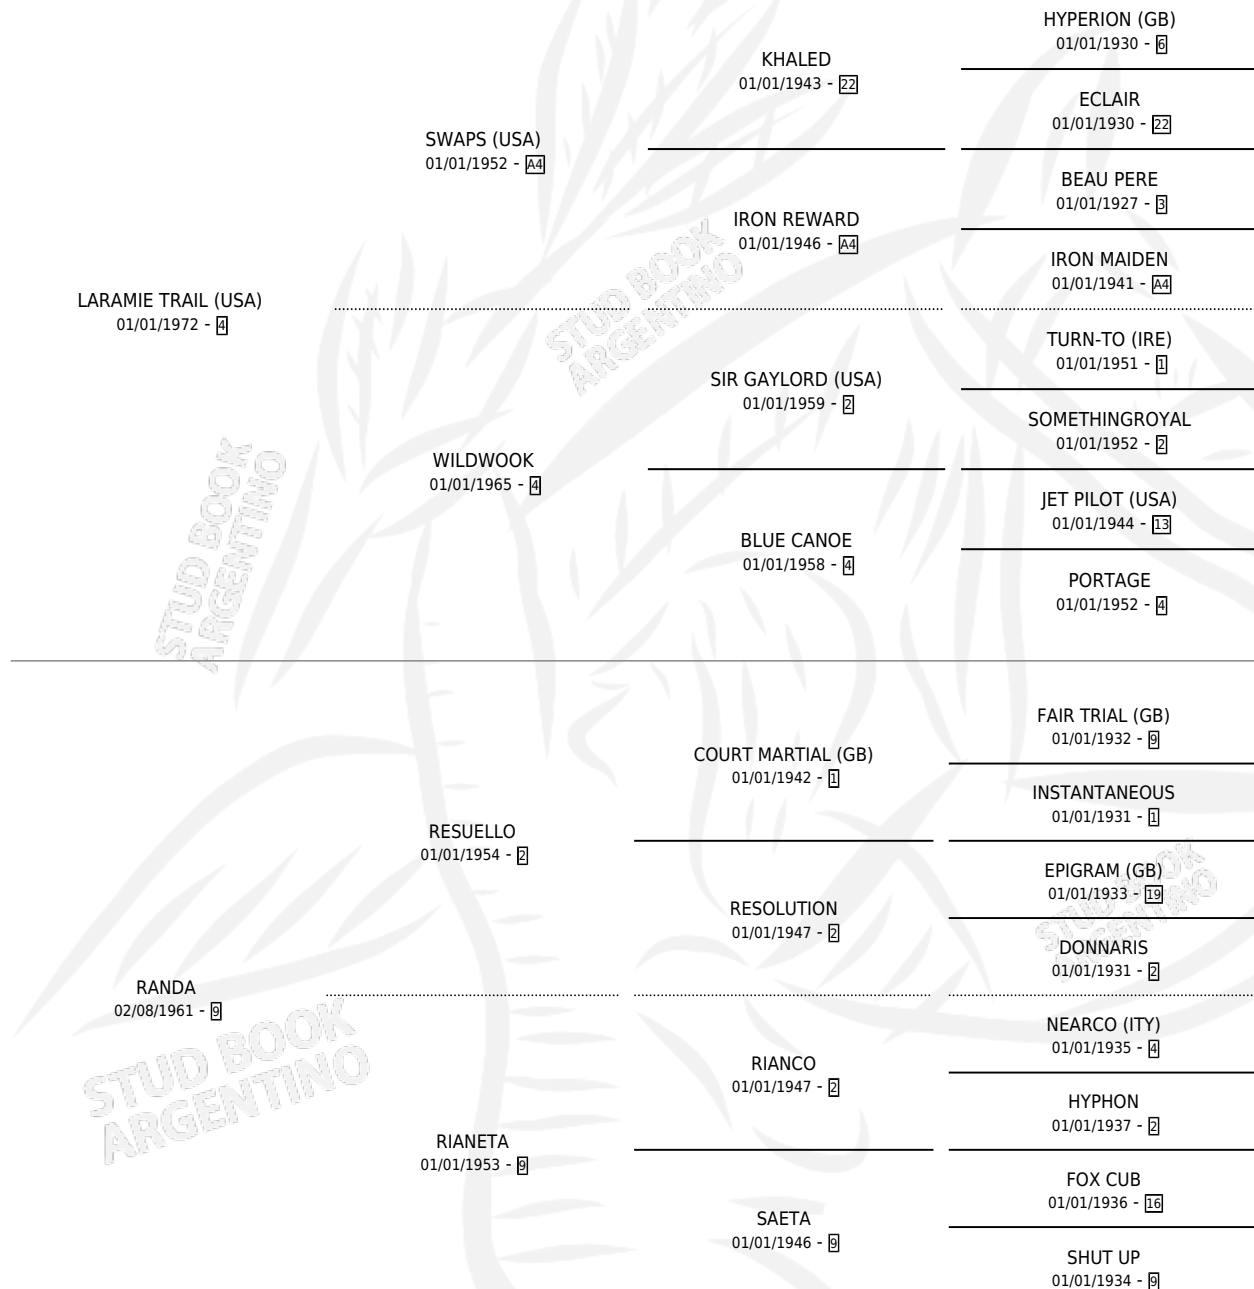 HYPERION (GB)
01/01/1930 - 6
KHALED
01/01/1943 - 22
ECLAIR
01/01/1930 - 22
SWAPS (USA)
01/01/1952 - A4
BEAU PERE
01/01/1927 - 3
IRON REWARD
01/01/1946 - A4
IRON MAIDEN
01/01/1941 - A4
LARAMIE TRAIL (USA)
01/01/1972 - 4
TURN-TO (IRE)
01/01/1951 - 1
SIR GAYLORD (USA)
01/01/1959 - 2
SOMETHINGROYAL
01/01/1952 - 2
WILDWOOK
01/01/1965 - 4
JET PILOT (USA)
01/01/1944 - 13
BLUE CANOE
01/01/1958 - 4
PORTAGE
01/01/1952 - 4
FAIR TRIAL (GB)
01/01/1932 - 9
COURT MARTIAL (GB)
01/01/1942 - 1
INSTANTANEOUS
01/01/1931 - 1
RESUELLO
01/01/1954 - 2
EPIGRAM (GB)
01/01/1933 - 19
RESOLUTION
01/01/1947 - 2
DONNARIS
01/01/1931 - 2
RANDA
02/08/1961 - 9
NEARCO (ITY)
01/01/1935 - 4
RIANCO
01/01/1947 - 2
HYPHON
01/01/1937 - 2
RIANETA
01/01/1953 - 9
FOX CUB
01/01/1936 - 16
SAETA
01/01/1946 - 9
SHUT UP
01/01/1934 - 9
STUD BOOK
ARGENTINO
STUD BOOK
ARGENTINO
STUD BOOK
ARGENTINO
STUD BOOK
ARGENTINO